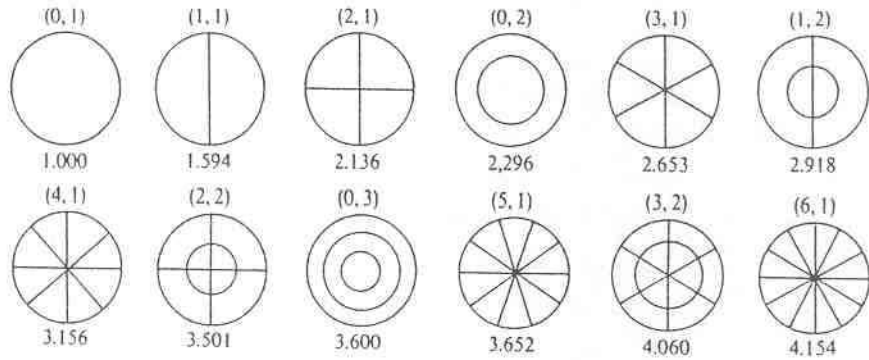 (0, 1) (1, 1) (2, 1) (0, 2) (3, 1) (1, 2)
1.000 1.594 2.136 2,296 2.653 2.918
(4, 1) (2, 2) (0, 3) (5, 1) (3, 2) (6, 1)
3.156 3.501 3.600 3.652 4.060 4.154